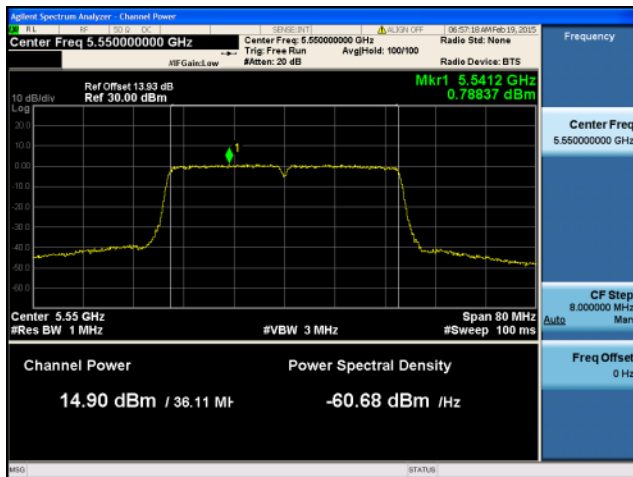 Agilent Spectrum Analyzer - Channel Power
RL RF 50 Ω DC SENSE:INT ALIGN OFF 06:57:18 AM Feb 19, 2015
Center Freq 5.550000000 GHz
Center Freq: 5.550000000 GHz
Radio Std: None
Trig: Free Run Avg|Hold: 100/100
#IFGain:Low #Atten: 20 dB Radio Device: BTS
Frequency
Ref Offset 13.93 dB
10 dB/div Ref 30.00 dBm
Mkr1 5.5412 GHz
0.78837 dBm
Log
20.0
10.0
0.00
-10.0
-20.0
-30.0
-40.0
-50.0
-60.0
1
Center 5.55 GHz Span 80 MHz
#Res BW 1 MHz #VBW 3 MHz #Sweep 100 ms
Channel Power Power Spectral Density
14.90 dBm / 36.11 MH -60.68 dBm /Hz
Center Freq
5.550000000 GHz
CF Step
8.000000 MHz
Auto Man
Freq Offset
0 Hz
MSG STATUS